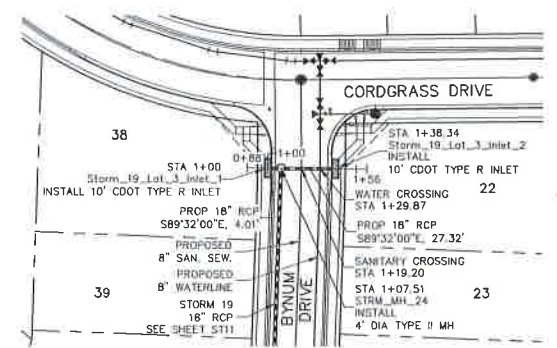 CORDGRASS DRIVE
38
STA 1+00
Storm_19_Lat_3_Inlet_1
INSTALL 10' CDOT TYPE R INLET
0+88
1+00
1+56
STA 1+38.34
Storm_19_Lat_3_Inlet_2
INSTALL
10' CDOT TYPE R INLET
22
WATER CROSSING
STA 1+29.87
PROP 18" RCP
S89°32'00"E, 4.01'
PROP 18" RCP
S89°32'00"E, 27.32'
PROPOSED
8" SAN. SEW.
PROPOSED
8" WATERLINE
SANITARY CROSSING
STA 1+19.20
39
STORM 19
18" RCP
SEE SHEET ST11
BYNUM
DRIVE
STA 1+07.51
STRM_MH_24
INSTALL
4' DIA TYPE II MH
23